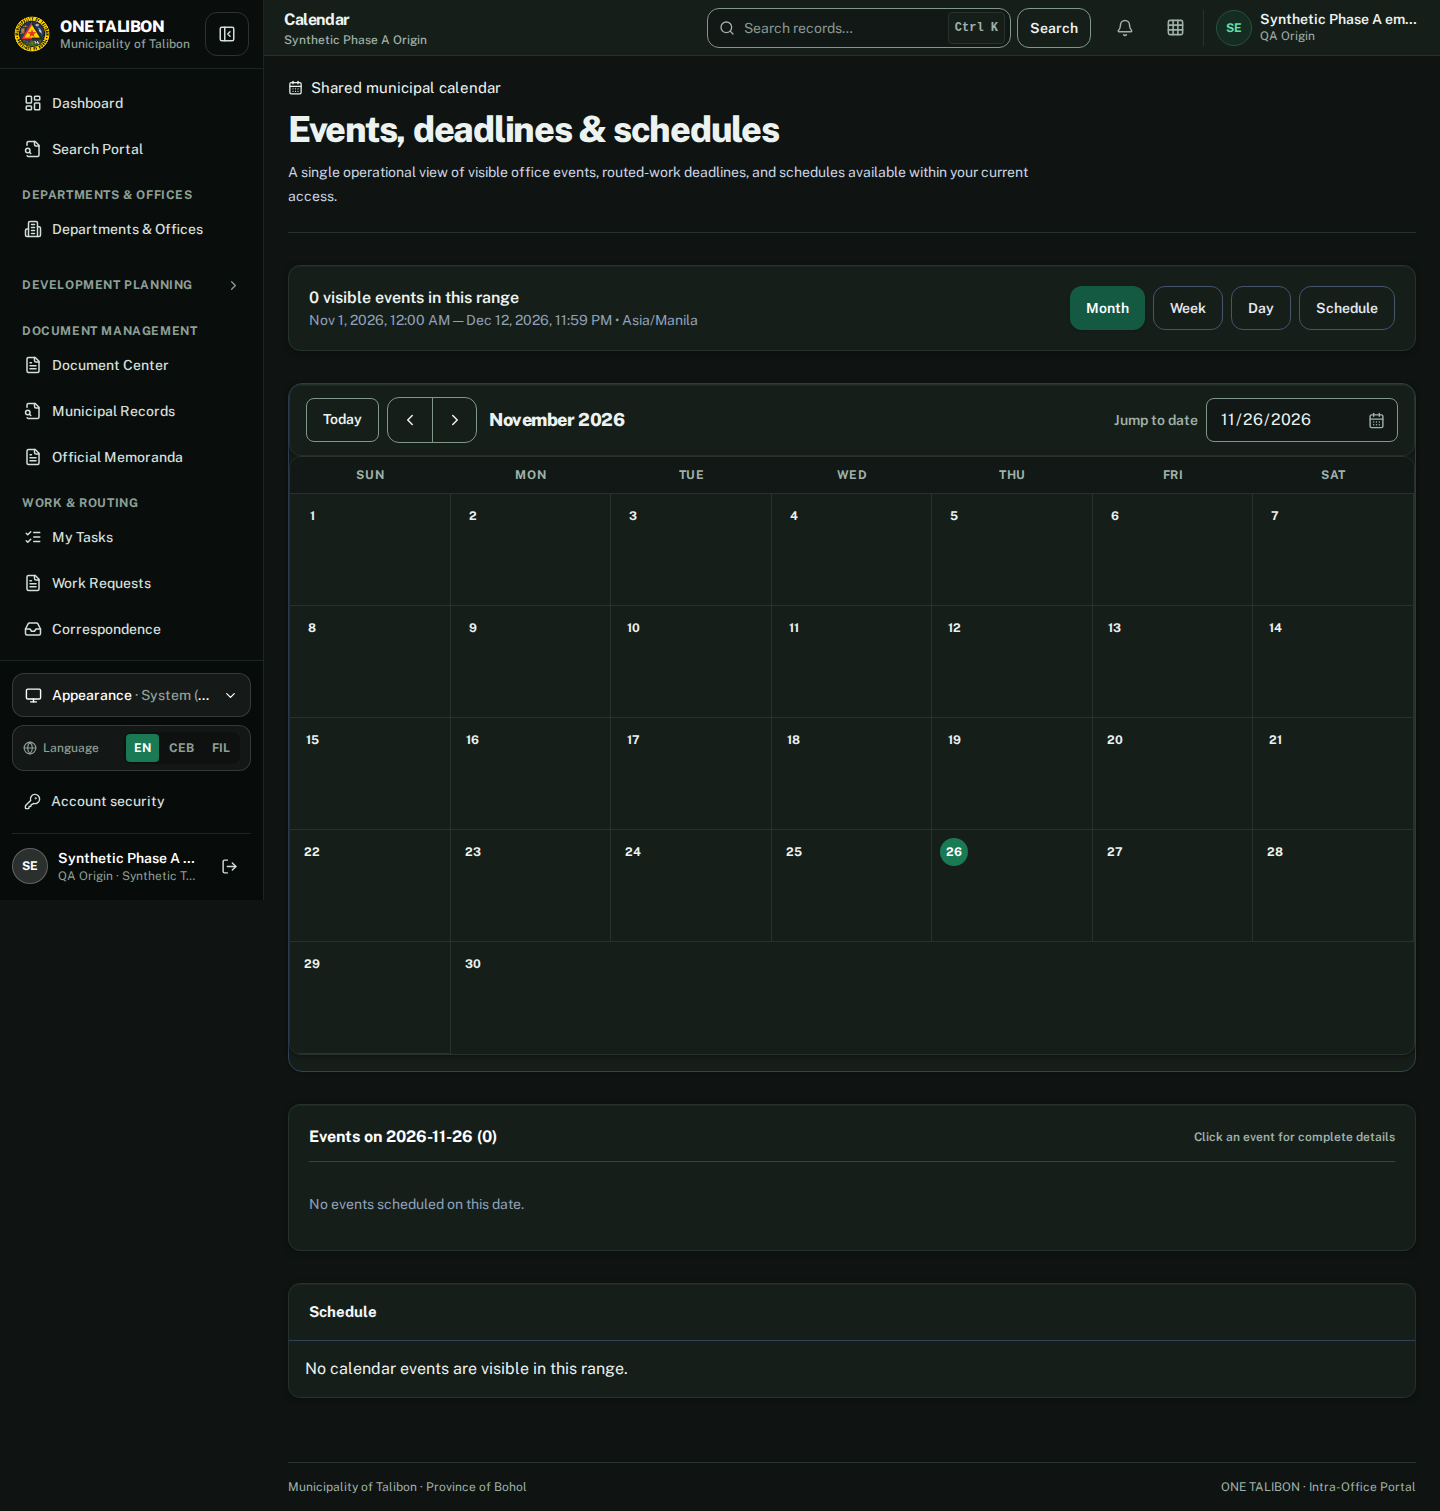 ONE TALIBON
Municipality of Talibon
Dashboard
Search Portal
DEPARTMENTS & OFFICES
Departments & Offices
DEVELOPMENT PLANNING
DOCUMENT MANAGEMENT
Document Center
Municipal Records
Official Memoranda
WORK & ROUTING
My Tasks
Work Requests
Correspondence
Appearance · System (...
Language EN CEB FIL
Account security
SE Synthetic Phase A ...
QA Origin · Synthetic T...
Calendar
Synthetic Phase A Origin
Search records... Ctrl K Search
SE Synthetic Phase A em...
QA Origin
Shared municipal calendar
Events, deadlines & schedules
A single operational view of visible office events, routed-work deadlines, and schedules available within your current
access.
0 visible events in this range
Nov 1, 2026, 12:00 AM — Dec 12, 2026, 11:59 PM • Asia/Manila
Month Week Day Schedule
Today November 2026 Jump to date 11/26/2026
SUN MON TUE WED THU FRI SAT
1 2 3 4 5 6 7
8 9 10 11 12 13 14
15 16 17 18 19 20 21
22 23 24 25 26 27 28
29 30
Events on 2026-11-26 (0) Click an event for complete details
No events scheduled on this date.
Schedule
No calendar events are visible in this range.
Municipality of Talibon · Province of Bohol ONE TALIBON · Intra-Office Portal